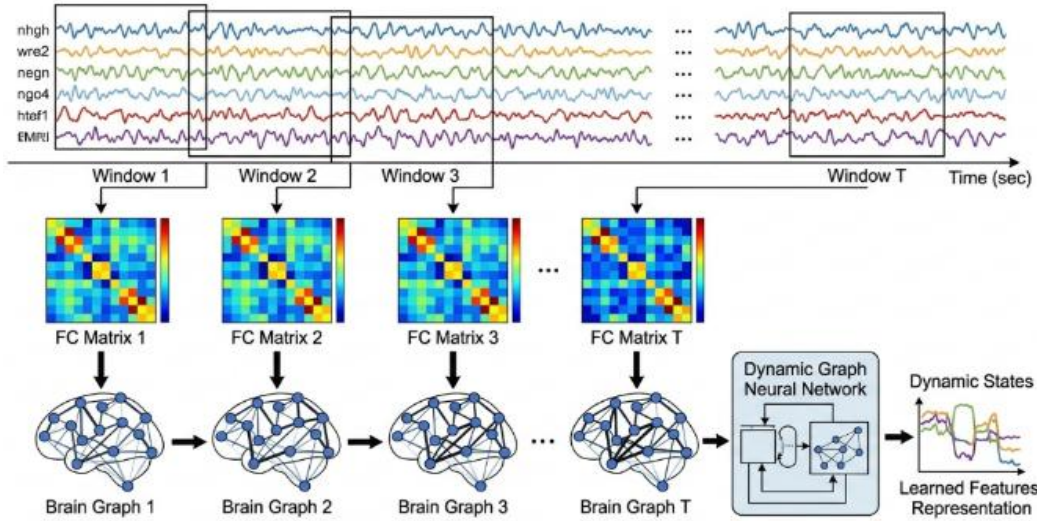 nhgh
wre2
negn
ngo4
htef1
EMRI
...
...
Window 1
Window 2
Window 3
Window T
Time (sec)
...
FC Matrix 1
FC Matrix 2
FC Matrix 3
FC Matrix T
Dynamic Graph
Neural Network
Dynamic States
...
Brain Graph 1
Brain Graph 2
Brain Graph 3
Brain Graph T
Learned Features
Representation